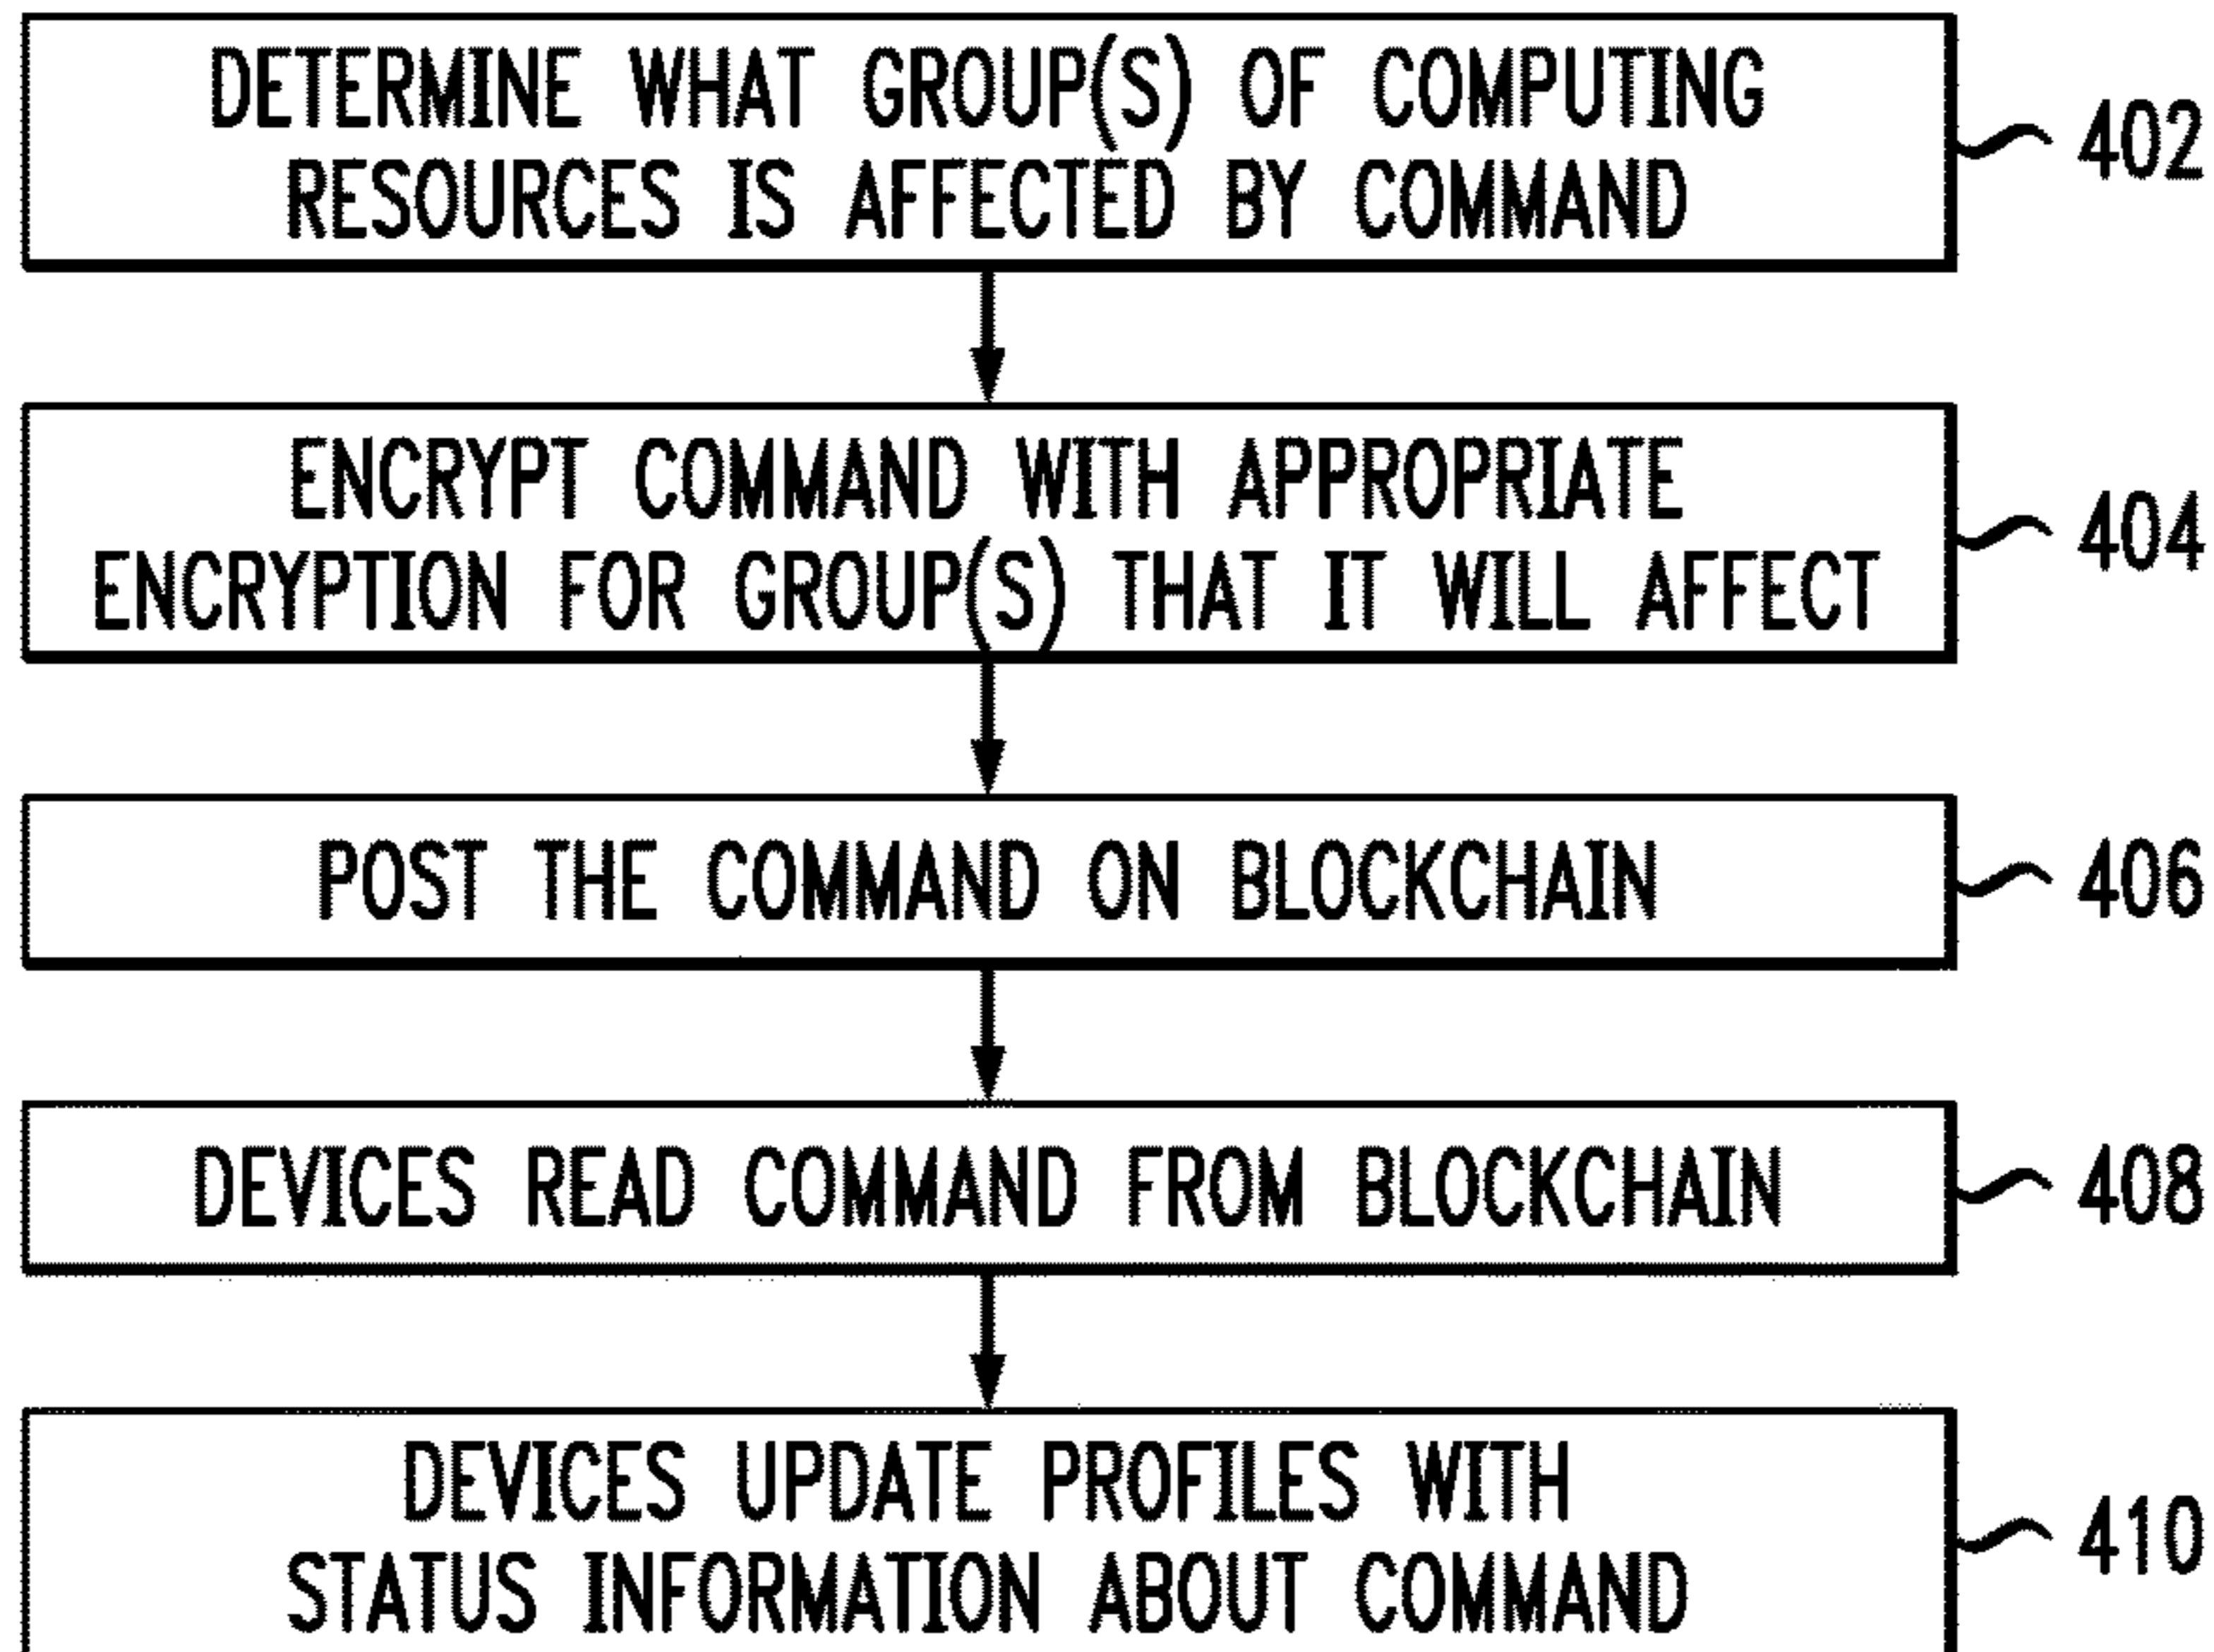 DETERMINE WHAT GROUP(S) OF COMPUTING
RESOURCES IS AFFECTED BY COMMAND
402
ENCRYPT COMMAND WITH APPROPRIATE
ENCRYPTION FOR GROUP(S) THAT IT WILL AFFECT
404
POST THE COMMAND ON BLOCKCHAIN
406
DEVICES READ COMMAND FROM BLOCKCHAIN
408
DEVICES UPDATE PROFILES WITH
STATUS INFORMATION ABOUT COMMAND
410